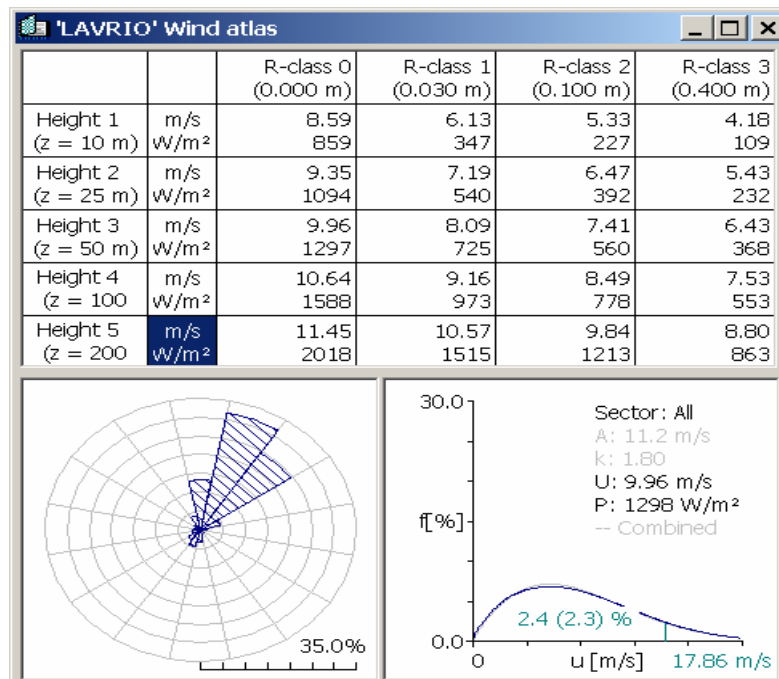 'LAVRIO' Wind atlas
R-class 0 R-class 1 R-class 2 R-class 3
(0.000 m) (0.030 m) (0.100 m) (0.400 m)
Height 1 m/s 8.59 6.13 5.33 4.18
(z = 10 m) W/m² 859 347 227 109
Height 2 m/s 9.35 7.19 6.47 5.43
(z = 25 m) W/m² 1094 540 392 232
Height 3 m/s 9.96 8.09 7.41 6.43
(z = 50 m) W/m² 1297 725 560 368
Height 4 m/s 10.64 9.16 8.49 7.53
(z = 100 W/m² 1588 973 778 553
Height 5 m/s 11.45 10.57 9.84 8.80
(z = 200 W/m² 2018 1515 1213 863
35.0%
30.0
Sector: All
A: 11.2 m/s
k: 1.80
U: 9.96 m/s
P: 1298 W/m²
-- Combined
f[%]
2.4 (2.3) %
0.0
0 u [m/s] 17.86 m/s